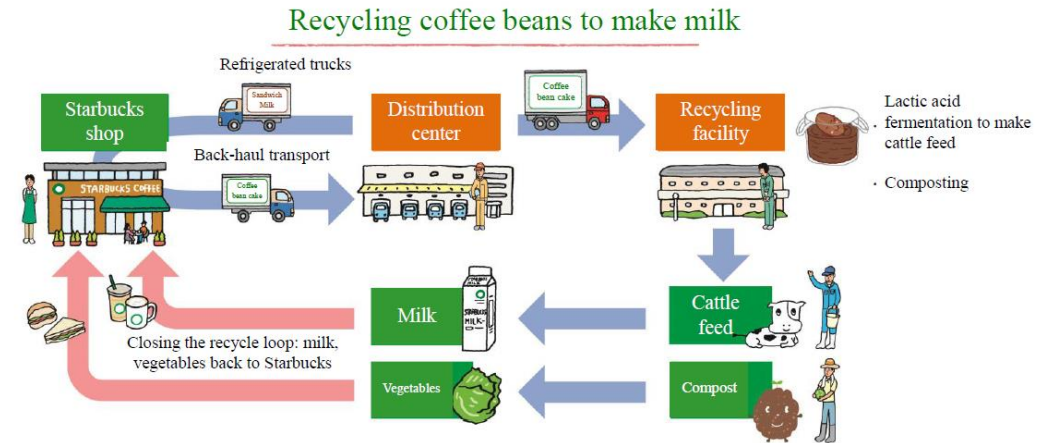 Recycling coffee beans to make milk
Refrigerated trucks
Starbucks
shop
Sandwich
Milk
Distribution
center
Coffee
bean cake
Recycling
facility
Lactic acid
· fermentation to make
cattle feed
· Composting
Back-haul transport
Coffee
bean cake
STARBUCKS COFFEE
Milk
STARBUCKS
MILK
Cattle
feed
Closing the recycle loop: milk,
vegetables back to Starbucks
Vegetables
Compost